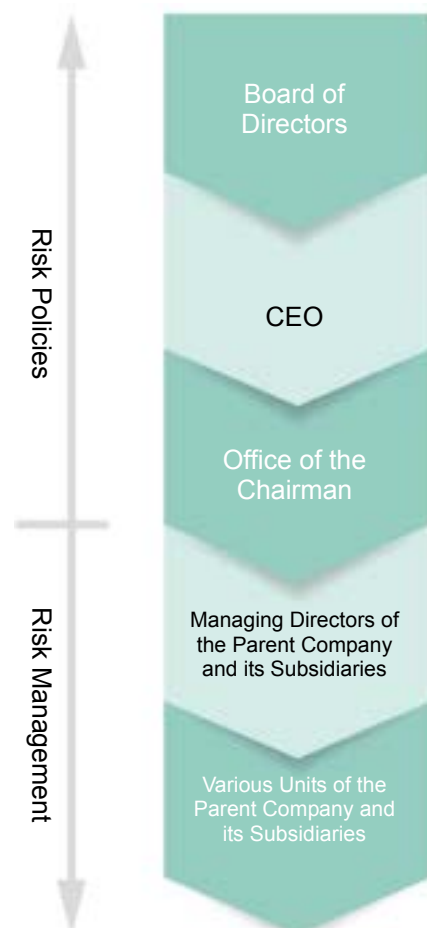 Risk Policies
Risk Management
Board of
Directors
CEO
Office of the
Chairman
Managing Directors of
the Parent Company
and its Subsidiaries
Various Units of the
Parent Company and
its Subsidiaries